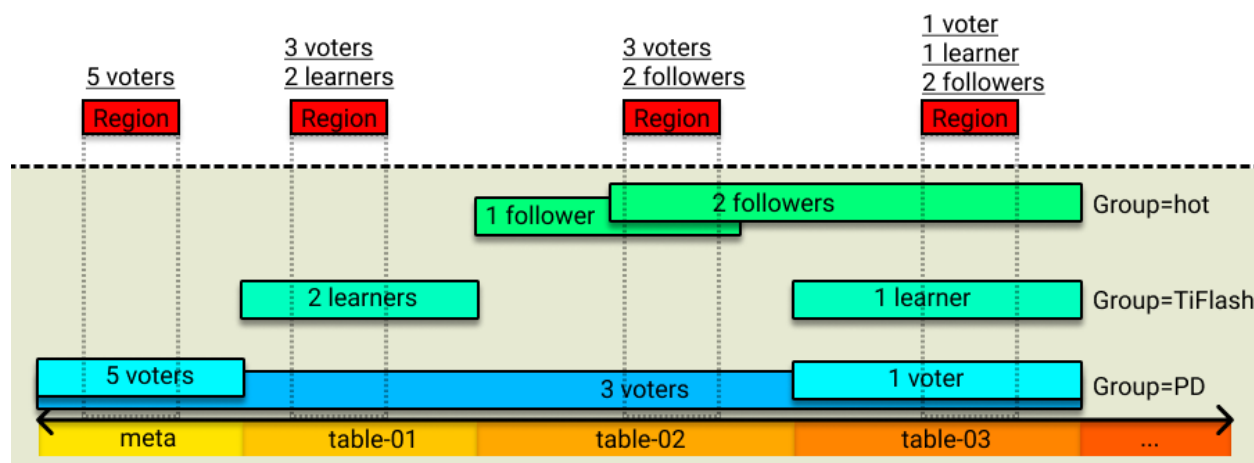 1 voter
3 voters
3 voters
1 learner
5 voters
2 learners
2 followers
2 followers
Region
Region
Region
Region
1 follower
2 followers
Group=hot
2 learners
1 learner
Group=TiFlash
5 voters
3 voters
1 voter
Group=PD
meta
table-01
table-02
table-03
...